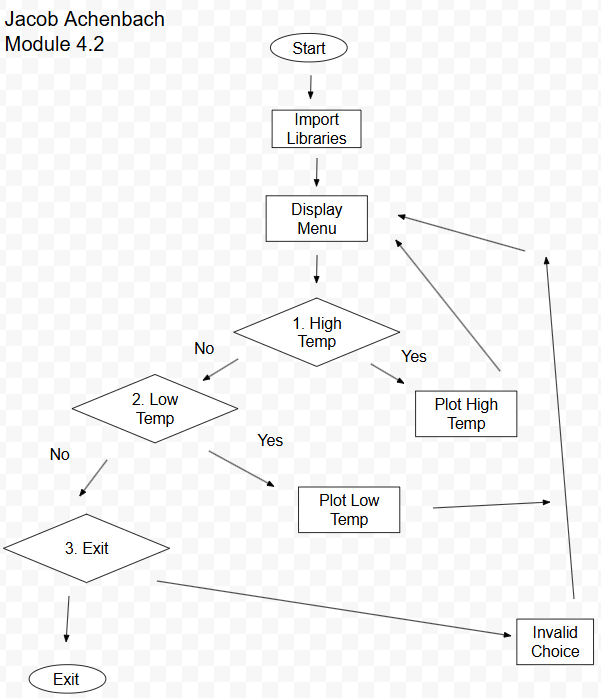 Jacob Achenbach
Module 4.2
Start
Import
Libraries
Display
Menu
1. High
Temp
No
Yes
2. Low
Temp
Plot High
Temp
Yes
No
Plot Low
Temp
3. Exit
Invalid
Choice
Exit